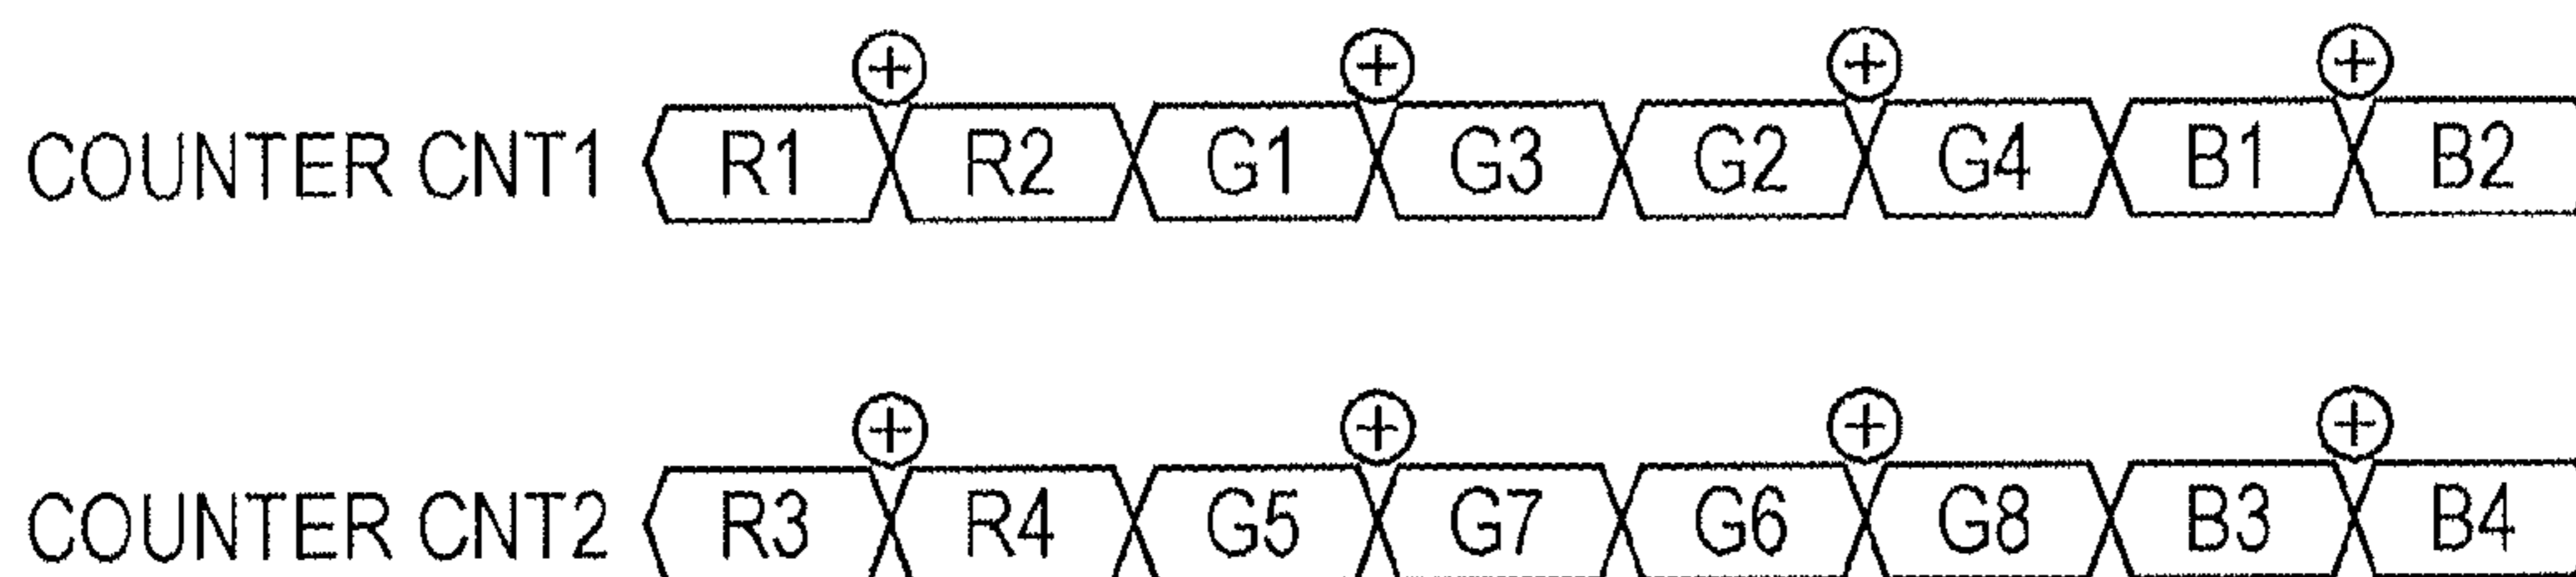 + + + +
COUNTER CNT1 R1 R2 G1 G3 G2 G4 B1 B2
+ + + +
COUNTER CNT2 R3 R4 G5 G7 G6 G8 B3 B4